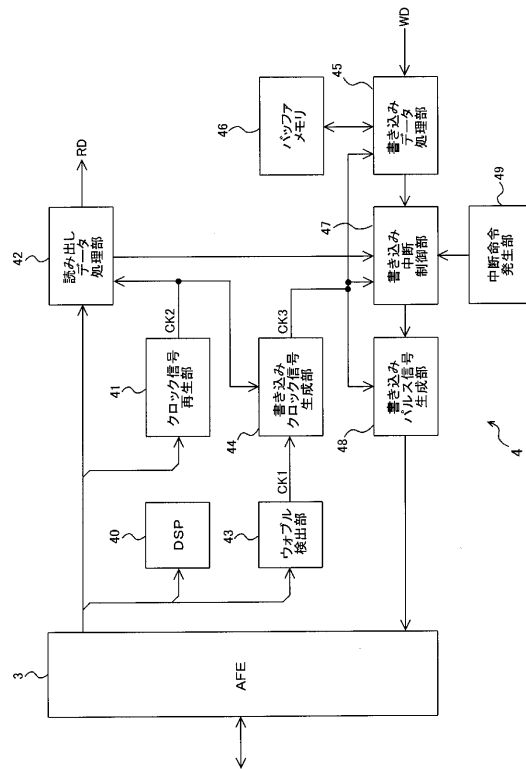 3
AFE
42
読み出し
データ
処理部
RD
41
クロック信号
再生部
CK2
40
DSP
43
ウォブル
検出部
CK1
44
書き込み
クロック信号
生成部
CK3
46
バッファ
メモリ
45
書き込み
データ
処理部
WD
47
書き込み
中断
制御部
48
書き込み
パルス信号
生成部
49
中断命令
発生部
4